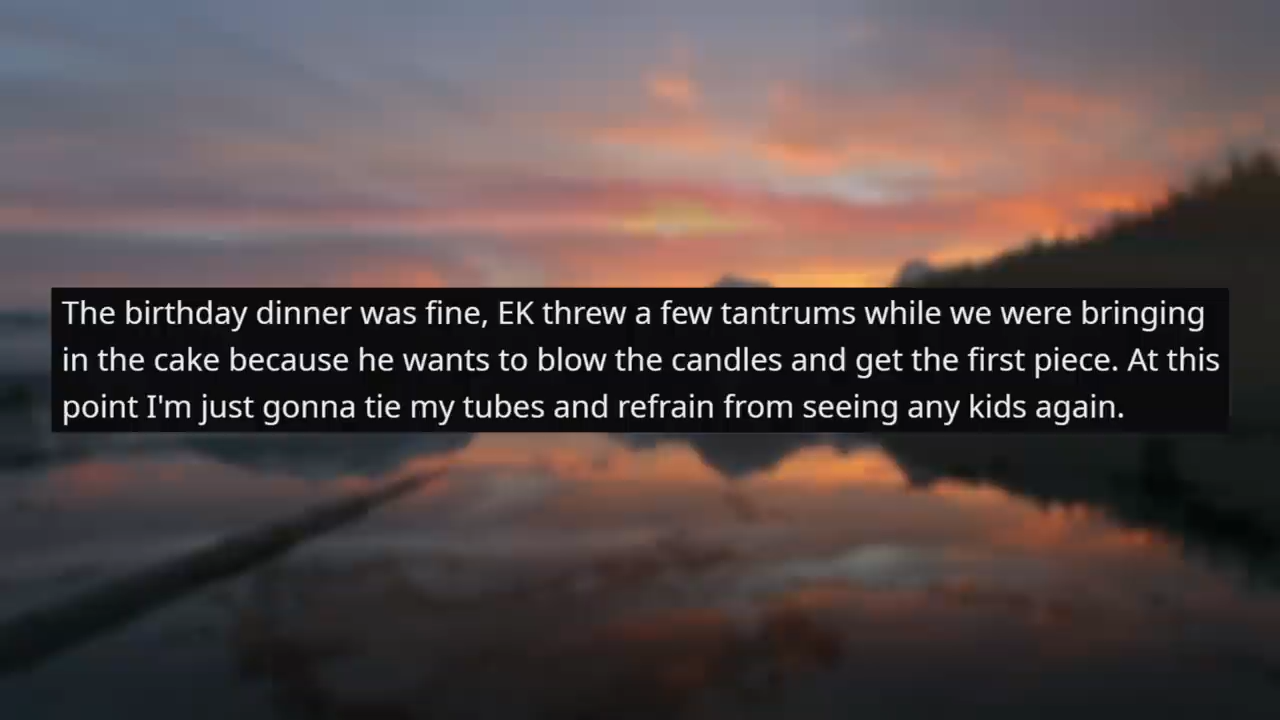 The birthday dinner was fine, EK threw a few tantrums while we were bringing
in the cake because he wants to blow the candles and get the first piece. At this
point I'm just gonna tie my tubes and refrain from seeing any kids again.